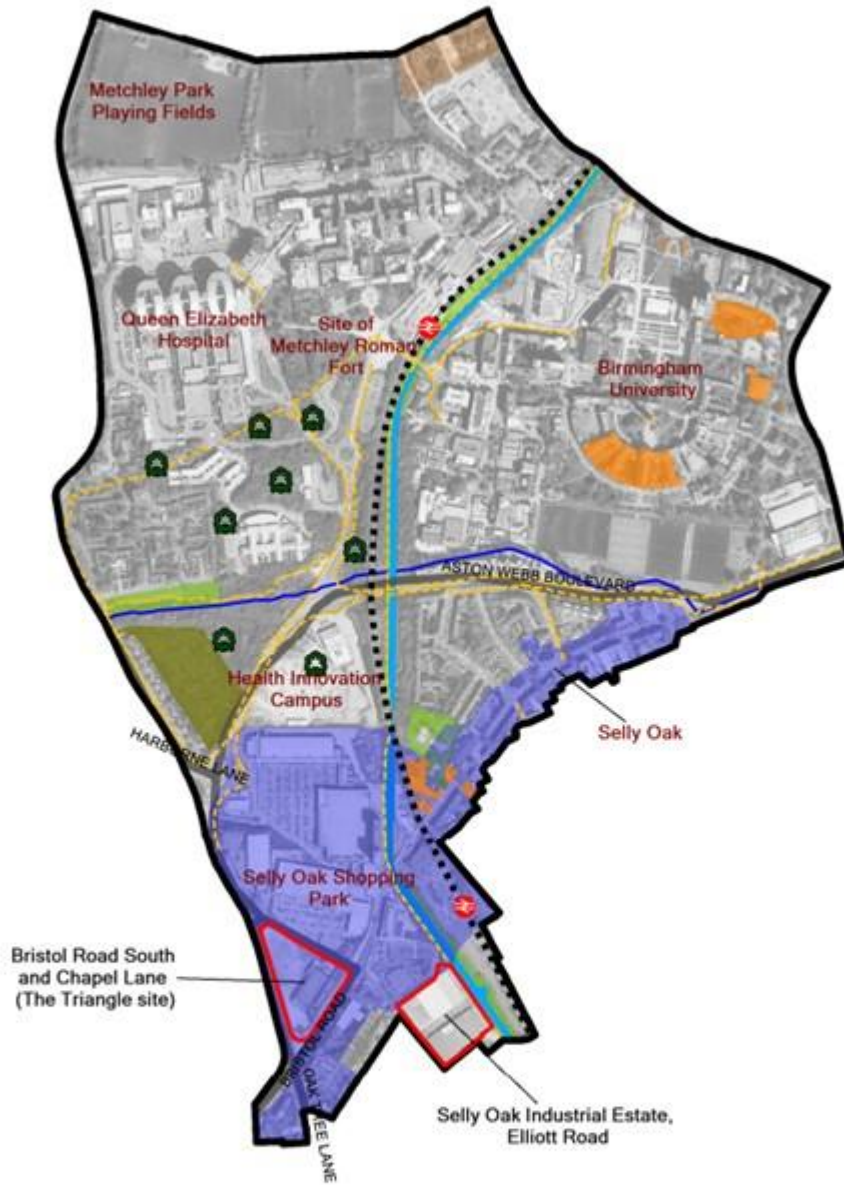 Metchley Park
Playing Fields
Queen Elizabeth
Hospital
Site of
Metchley Roman
Fort
Birmingham
University
ASTON WEBB BOULEVARD
Health Innovation
Campus
HARBORNE LANE
Selly Oak
Selly Oak Shopping
Park
Bristol Road South
and Chapel Lane
(The Triangle site)
BRISTOL ROAD
OAK TREE LANE
Selly Oak Industrial Estate,
Elliott Road